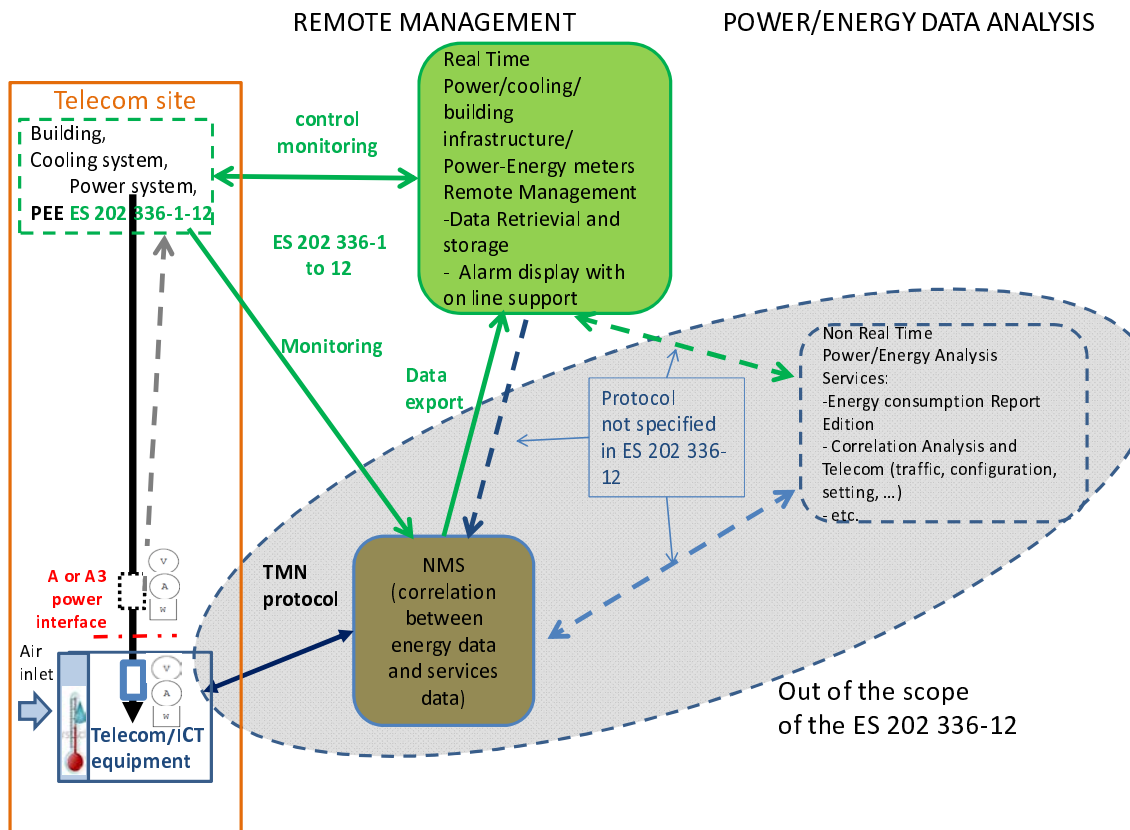 REMOTE MANAGEMENT
POWER/ENERGY DATA ANALYSIS
Telecom site
Building,
Cooling system,
Power system,
PEE ES 202 336-1-12
control
monitoring
ES 202 336-1
to 12
Real Time
Power/cooling/
building
infrastructure/
Power-Energy meters
Remote Management
-Data Retrievial and
storage
- Alarm display with
on line support
Monitoring
Data
export
Protocol
not specified
in ES 202 336-
12
Non Real Time
Power/Energy Analysis
Services:
-Energy consumption Report
Edition
- Correlation Analysis and
Telecom (traffic, configuration,
setting, ...)
- etc.
A or A3
power
interface
V
A
W
TMN
protocol
NMS
(correlation
between
energy data
and services
data)
Air
inlet
V
A
W
Telecom/ICT
equipment
Out of the scope
of the ES 202 336-12